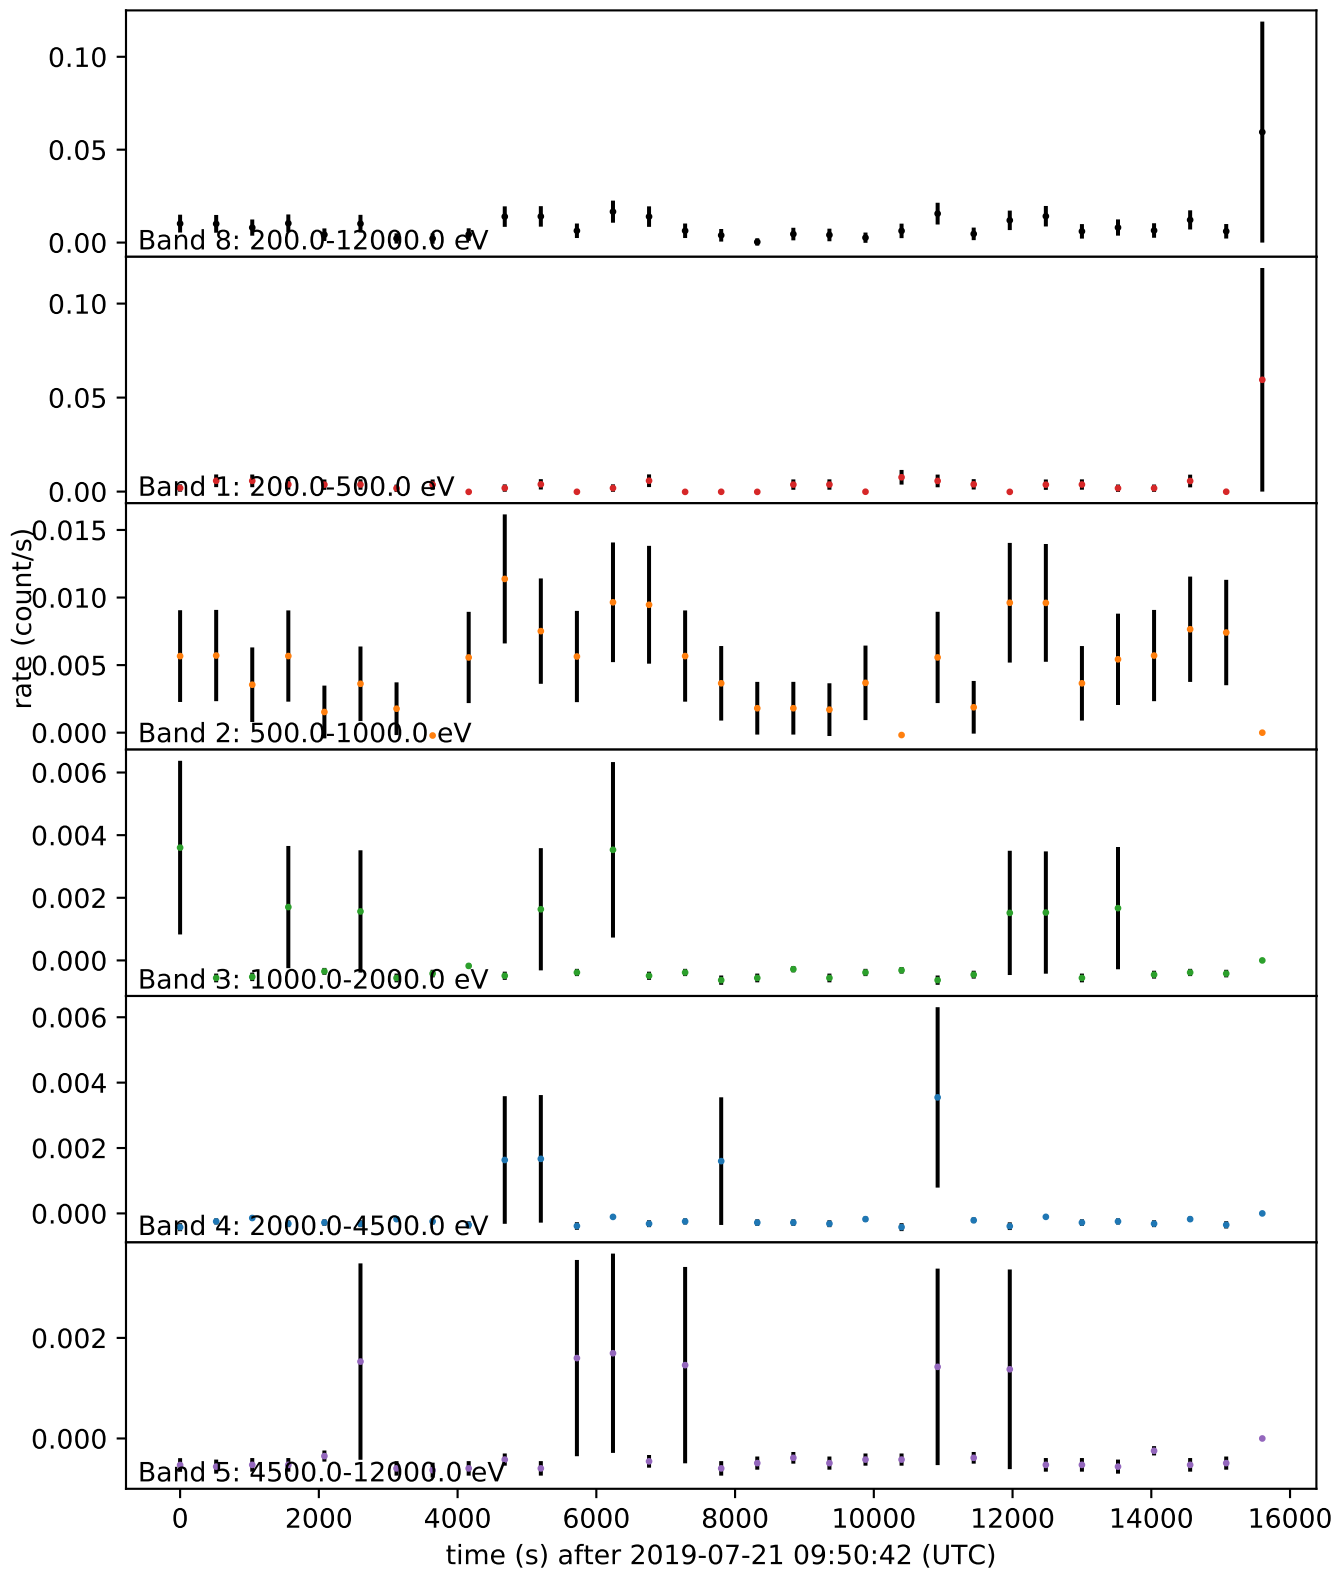 0.10
0.05
0.00
Band 8: 200.0-12000.0 eV
0.10
0.05
0.00
Band 1: 200.0-500.0 eV
rate (count/s)
0.015
0.010
0.005
0.000
Band 2: 500.0-1000.0 eV
0.006
0.004
0.002
0.000
Band 3: 1000.0-2000.0 eV
0.006
0.004
0.002
0.000
Band 4: 2000.0-4500.0 eV
0.002
0.000
Band 5: 4500.0-12000.0 eV
0 2000 4000 6000 8000 10000 12000 14000 16000
time (s) after 2019-07-21 09:50:42 (UTC)